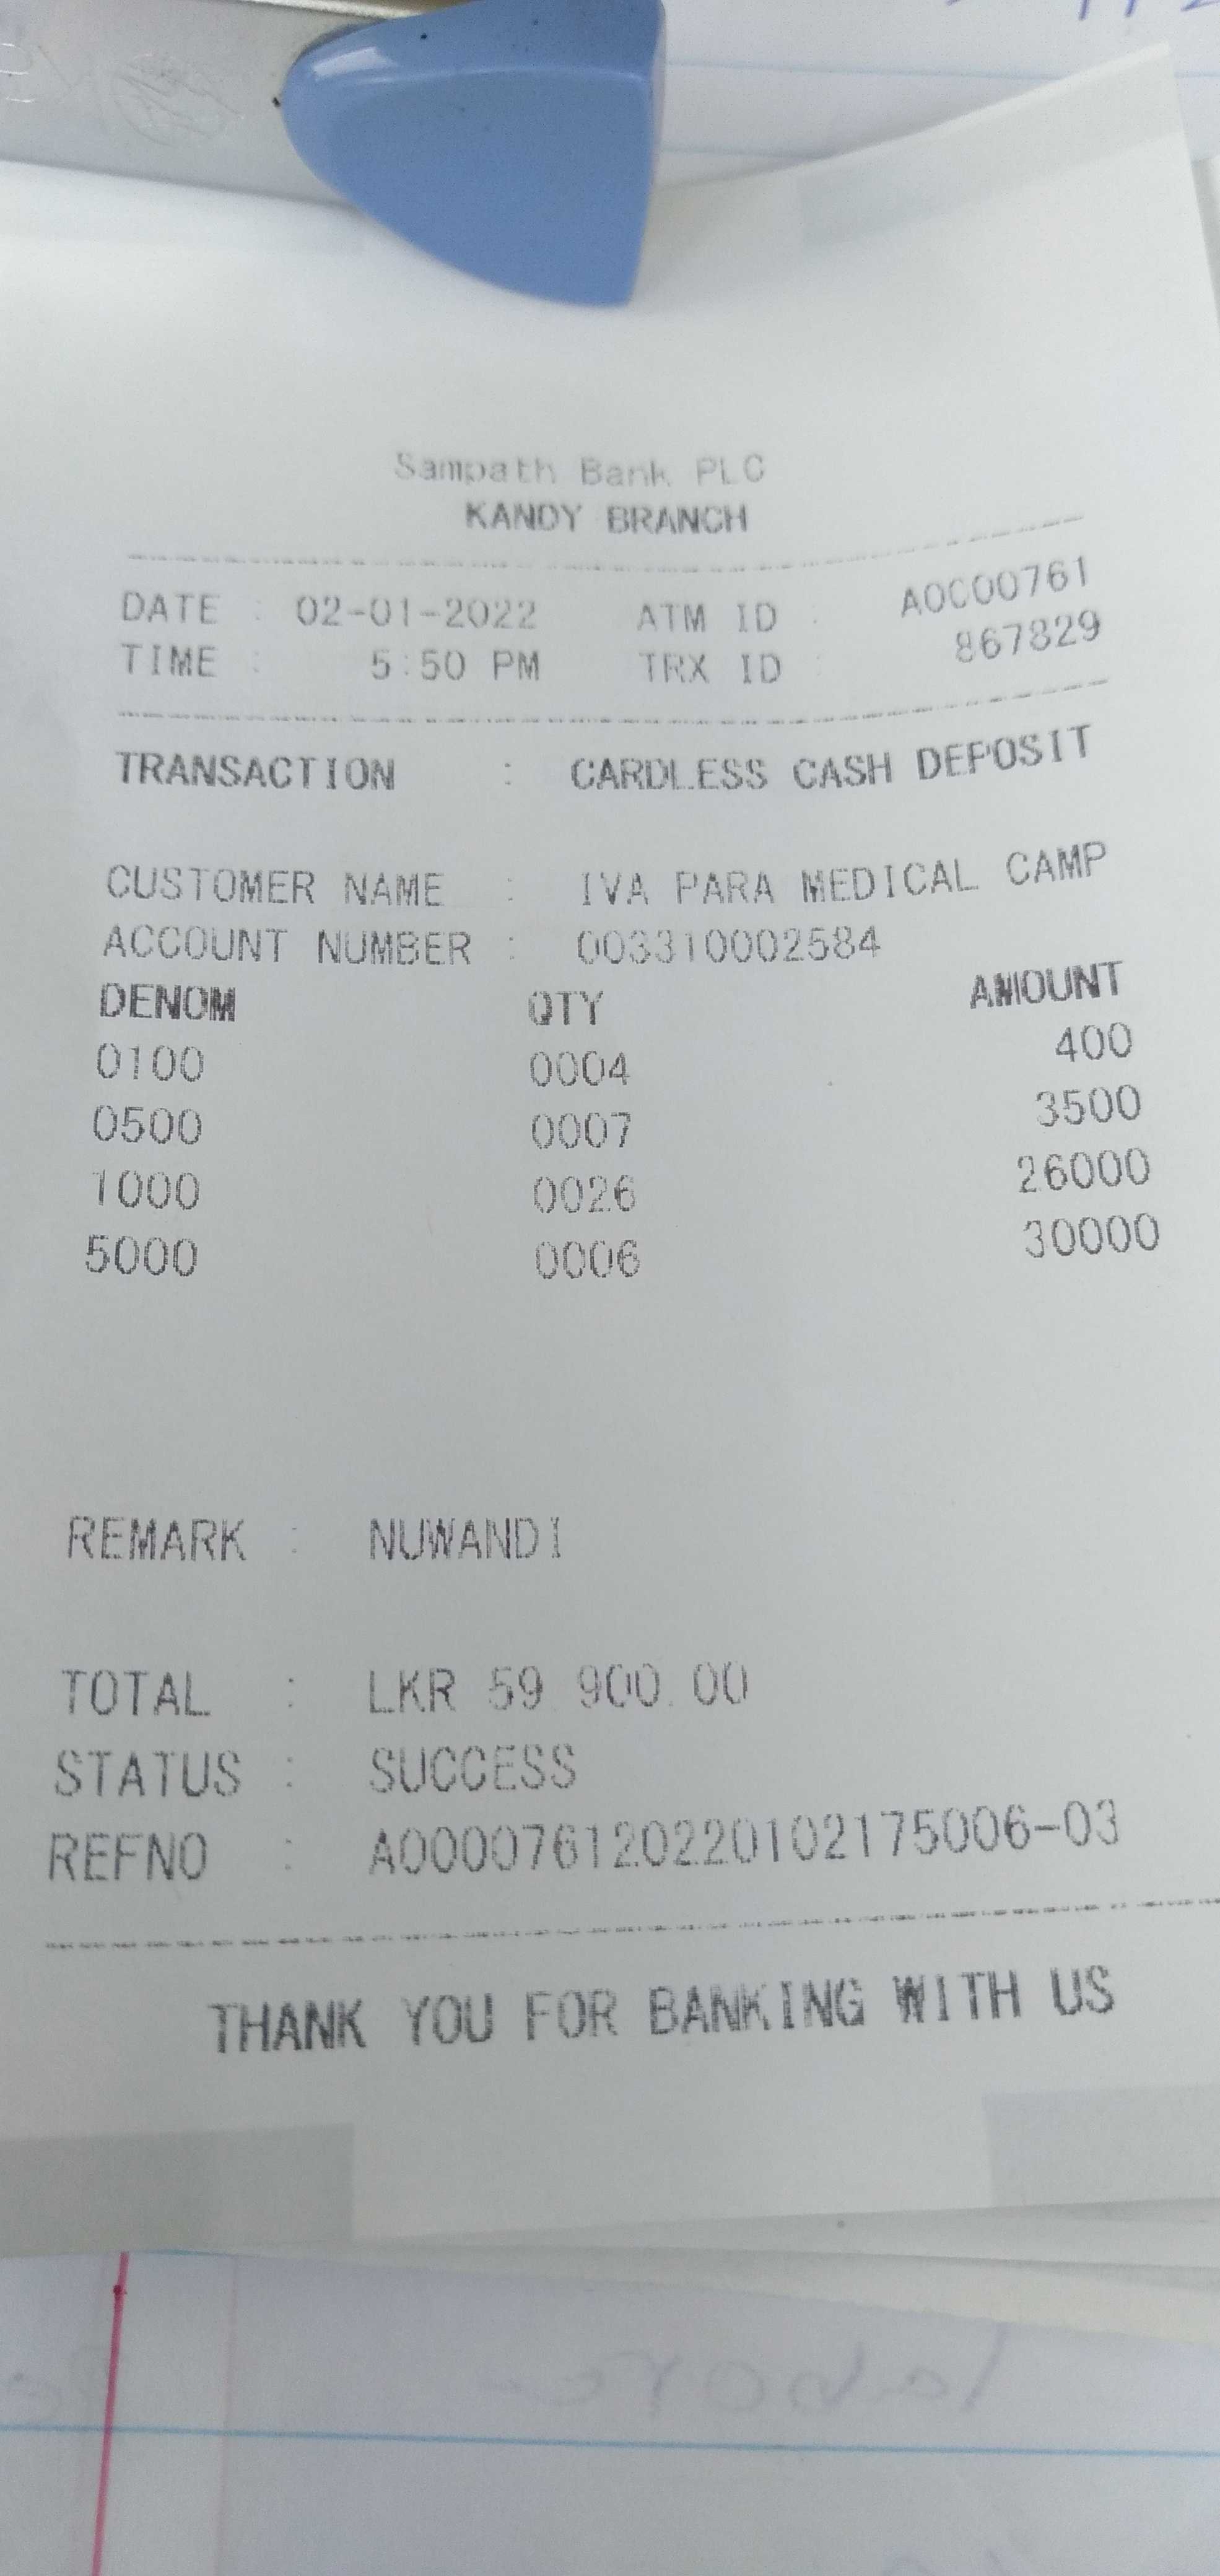 Sampath Bank PLC
KANDY BRANCH
DATE : 02-01-2022 ATM ID : A0000761
TIME : 5:50 PM TRX ID : 867829
TRANSACTION : CARDLESS CASH DEPOSIT
CUSTOMER NAME : IVA PARA MEDICAL CAMP
ACCOUNT NUMBER : 003310002584
DENOM QTY AMOUNT
0100 0004 400
0500 0007 3500
1000 0026 26000
5000 0006 30000
REMARK : NUWANDI
TOTAL : LKR 59 900.00
STATUS : SUCCESS
REFNO : A000076120220102175006-03
THANK YOU FOR BANKING WITH US